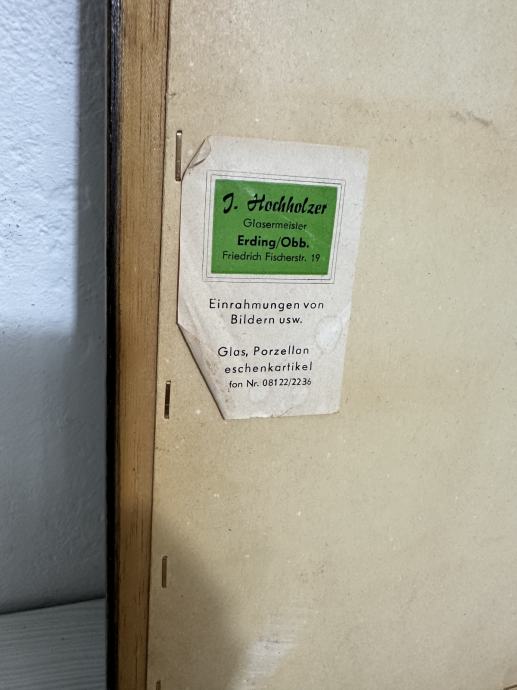 J. Hochholzer
Glasermeister
Erding/Obb.
Friedrich Fischerstr. 19
Einrahmungen von
Bildern usw.
Glas, Porzellan
eschenkartikel
fon Nr. 08122/2236